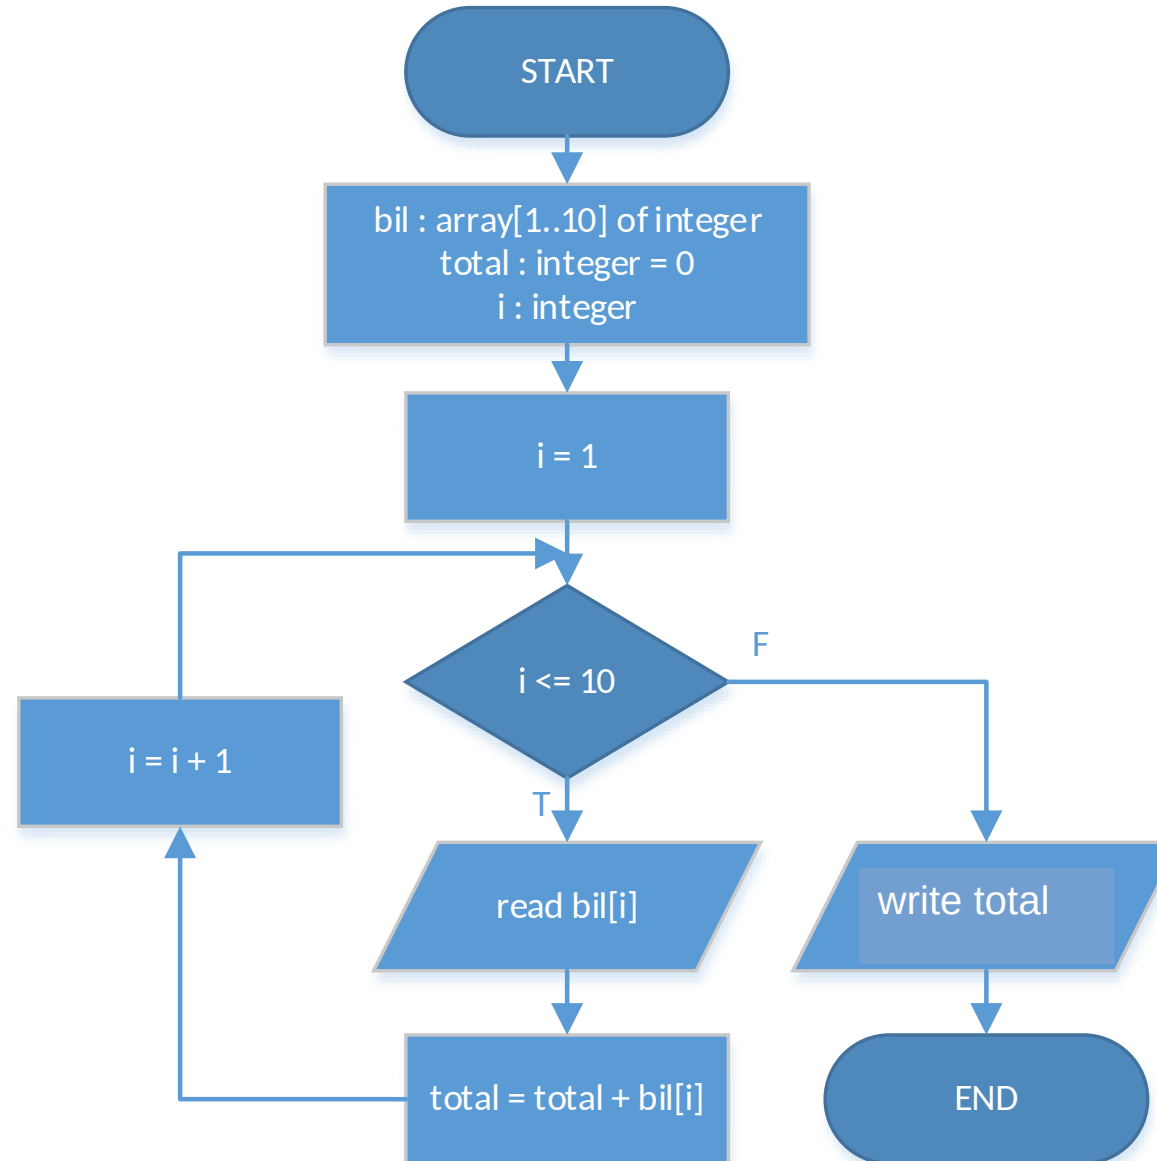 START
bil : array[1..10] of integer
total : integer = 0
i : integer
i = 1
i <= 10
F
i = i + 1
T
read bil[i]
write total
total = total + bil[i]
END